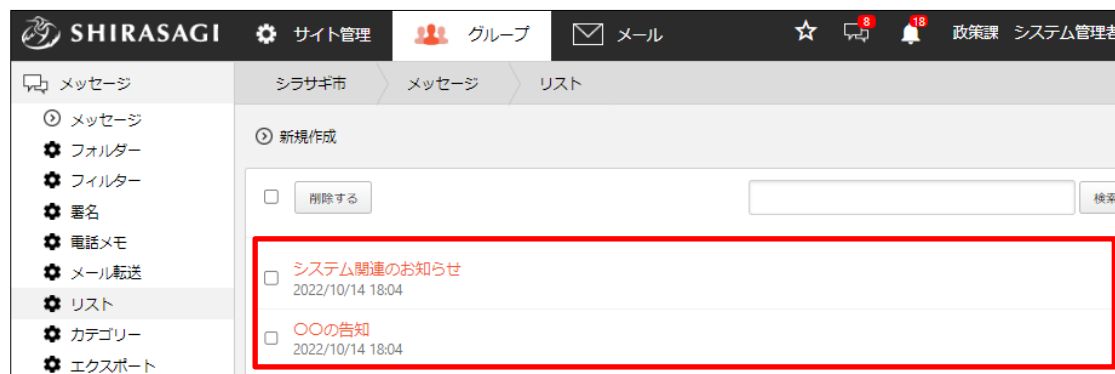 SHIRASAGI サイト管理 グループ メール 8 18 政策課 システム管理者
メッセージ
シラサギ市 メッセージ リスト
メッセージ
フォルダー
フィルター
署名
電話メモ
メール転送
リスト
カテゴリー
エクスポート
新規作成
削除する
検索
システム関連のお知らせ
2022/10/14 18:04
〇〇の告知
2022/10/14 18:04